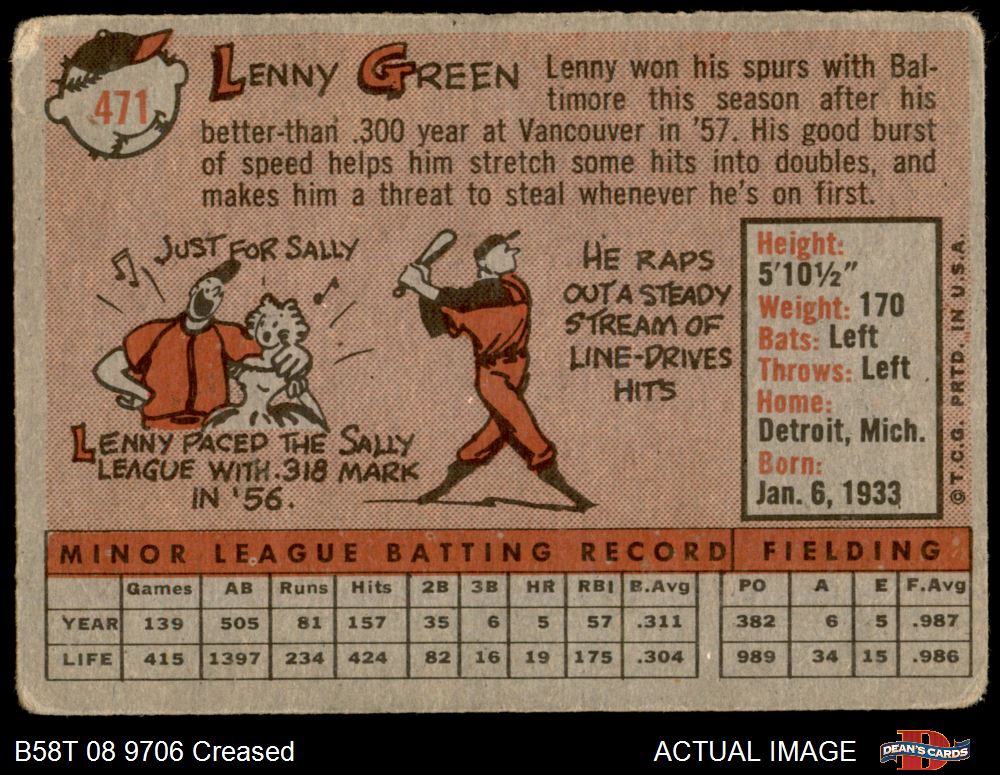 471
LENNY GREEN
Lenny won his spurs with Bal-
timore this season after his
better-than .300 year at Vancouver in '57. His good burst
of speed helps him stretch some hits into doubles, and
makes him a threat to steal whenever he's on first.
JUST FOR SALLY
LENNY PACED THE SALLY
LEAGUE WITH .318 MARK
IN '56.
HE RAPS
OUT A STEADY
STREAM OF
LINE-DRIVES
HITS
Height:
5'10½"
Weight: 170
Bats: Left
Throws: Left
Home:
Detroit, Mich.
Born:
Jan. 6, 1933
© T.C.G. PRTD. IN U.S.A.
MINOR LEAGUE BATTING RECORD FIELDING
Games AB Runs Hits 2B 3B HR RBI B.Avg PO A E F.Avg
YEAR 139 505 81 157 35 6 5 57 .311 382 6 5 .987
LIFE 415 1397 234 424 82 16 19 175 .304 989 34 15 .986
B58T 08 9706 Creased ACTUAL IMAGE DEAN'S CARDS